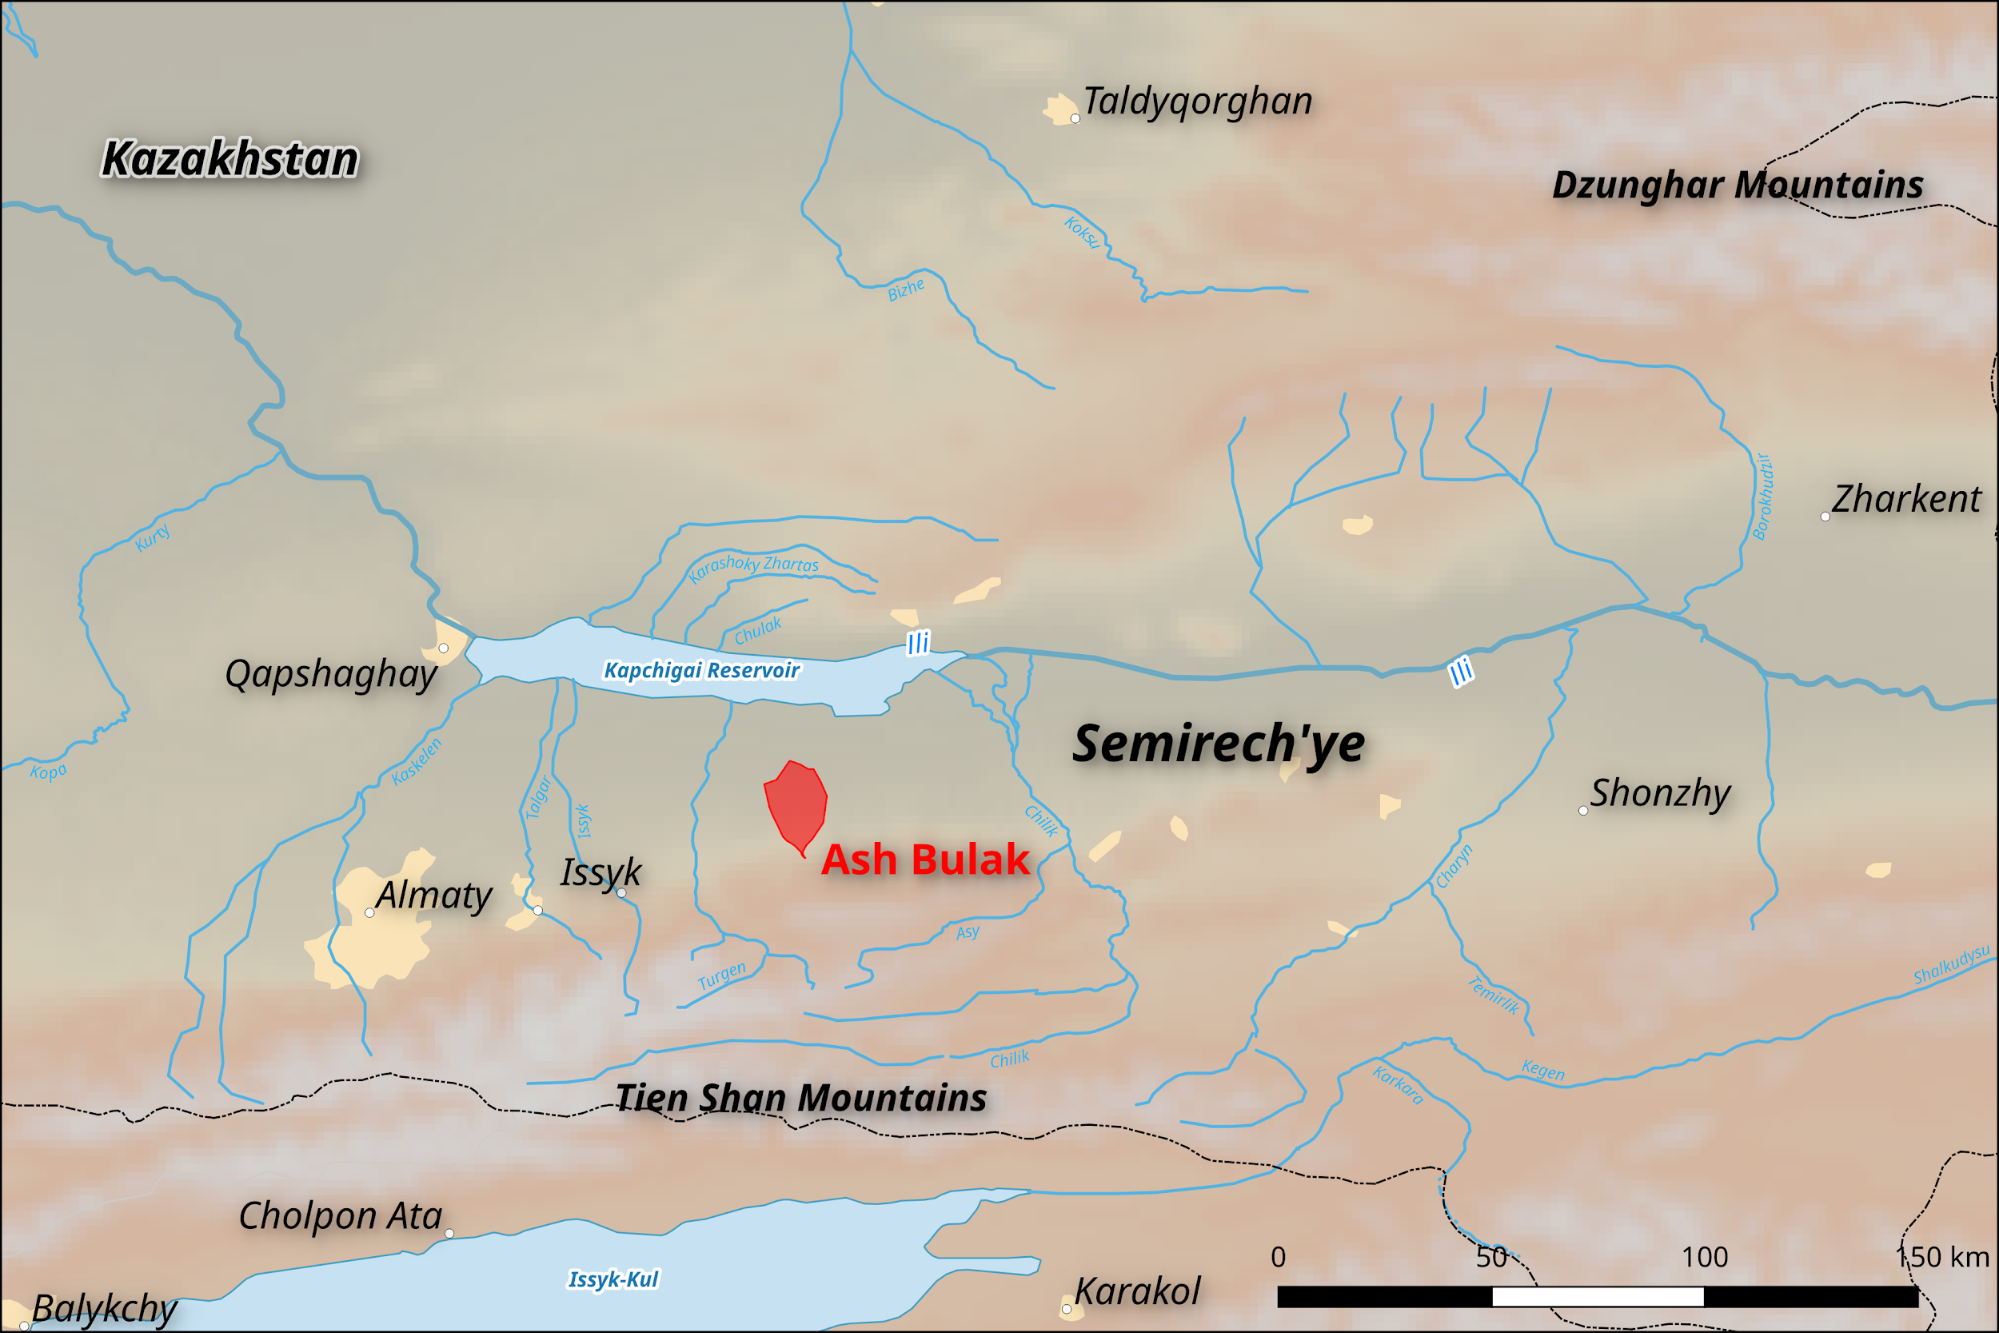 Taldyqorghan
Kazakhstan
Dzunghar Mountains
Koksu
Bizhe
Borokhudzir
Zharkent
Kurty
Karashoky Zhartas
Chulak
Ili
Qapshaghay
Kapchigai Reservoir
Ili
Semirech'ye
Kopa
Kaskelen
Talgar
Issyk
Shonzhy
Chilik
Ash Bulak
Charyn
Issyk
Almaty
Asy
Turgen
Temirlik
Shalkudysu
Chilik
Kegen
Karkara
Tien Shan Mountains
Cholpon Ata
Issyk-Kul
Karakol
Balykchy
0 50 100 150 km